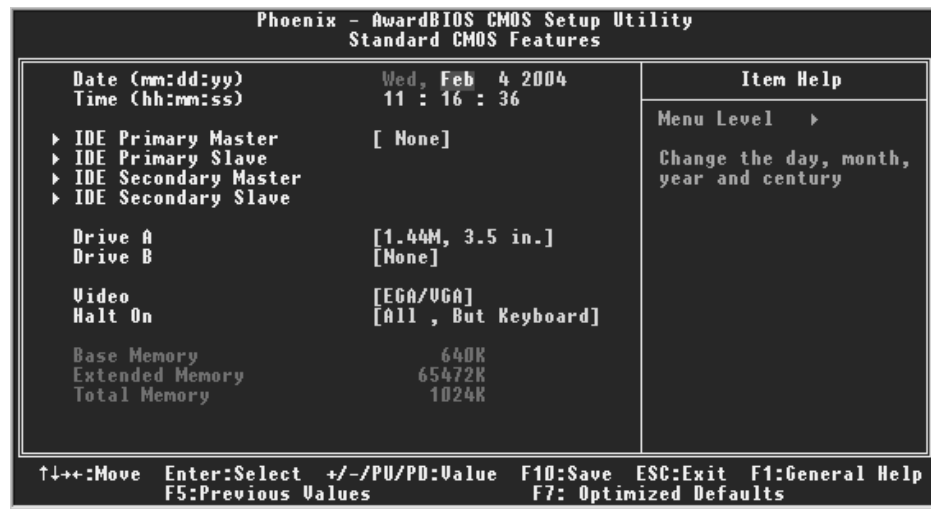 Phoenix - AwardBIOS CMOS Setup Utility
Standard CMOS Features
Date (mm:dd:yy) Wed, Feb 4 2004
Time (hh:mm:ss) 11 : 16 : 36
▸ IDE Primary Master [ None]
▸ IDE Primary Slave
▸ IDE Secondary Master
▸ IDE Secondary Slave
Drive A [1.44M, 3.5 in.]
Drive B [None]
Video [EGA/VGA]
Halt On [All , But Keyboard]
Base Memory 640K
Extended Memory 65472K
Total Memory 1024K
Item Help
Menu Level ▸
Change the day, month,
year and century
↑↓→←:Move Enter:Select +/-/PU/PD:Value F10:Save ESC:Exit F1:General Help
F5:Previous Values F7: Optimized Defaults